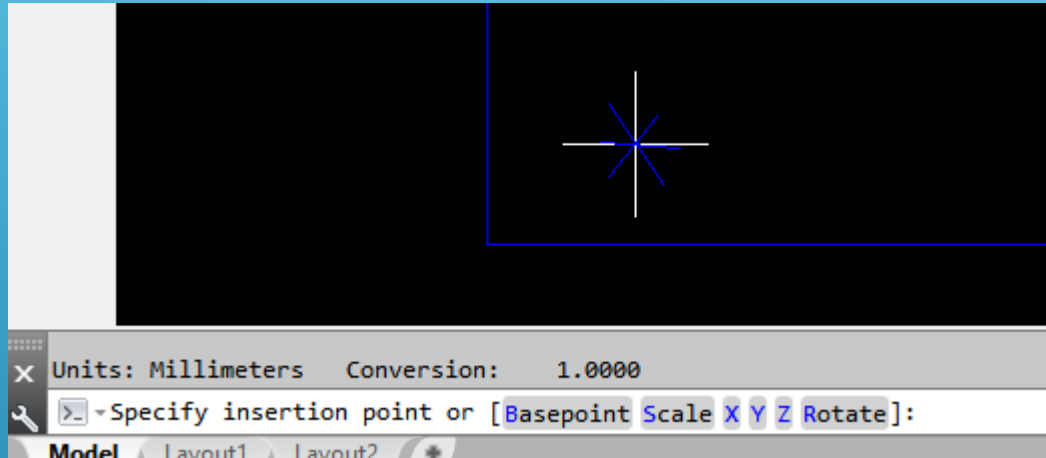 Units: Millimeters   Conversion:    1.0000
Specify insertion point or [Basepoint Scale X Y Z Rotate]:
Model Layout1 Layout2